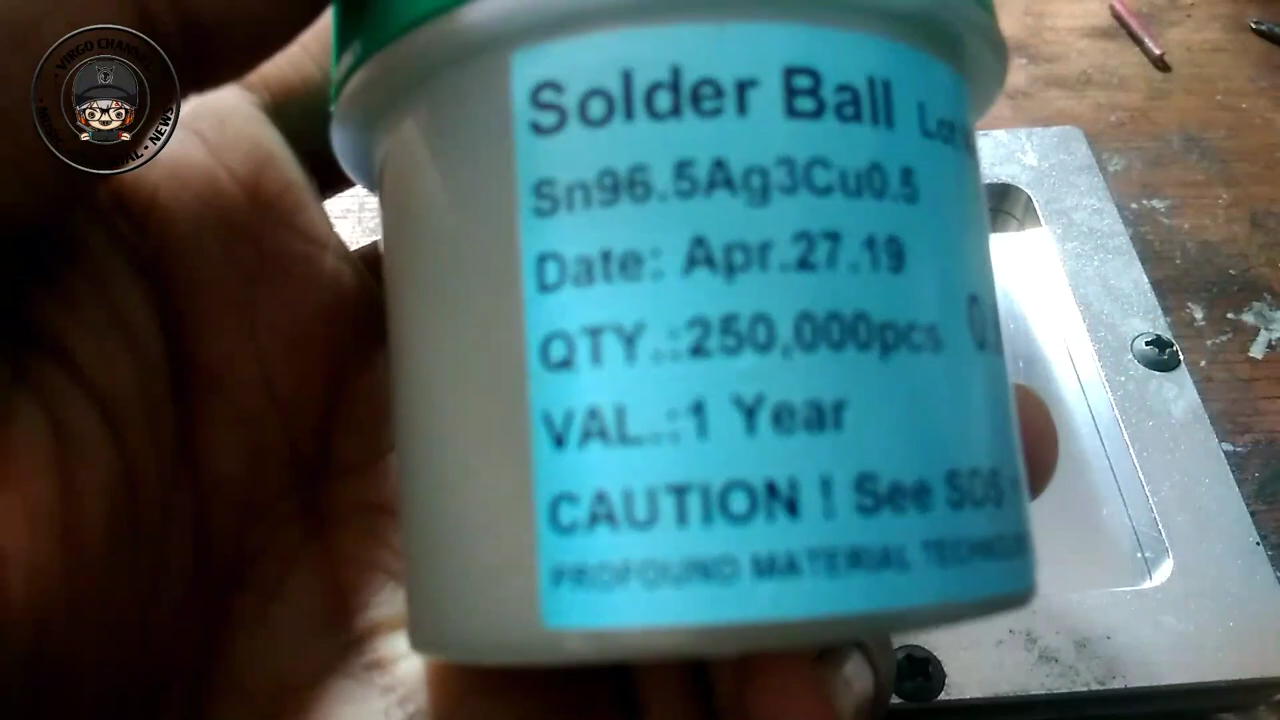 VIRGO CHANNEL
NEWS
Solder Ball
Sn96.5Ag3Cu0.5
Date: Apr.27.19
QTY.:250,000pcs
VAL.:1 Year
CAUTION ! See SDS
PROFOUND MATERIAL